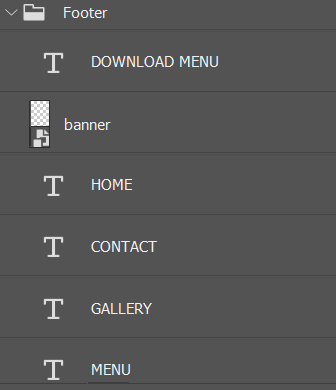 Footer
DOWNLOAD MENU
banner
HOME
CONTACT
GALLERY
MENU